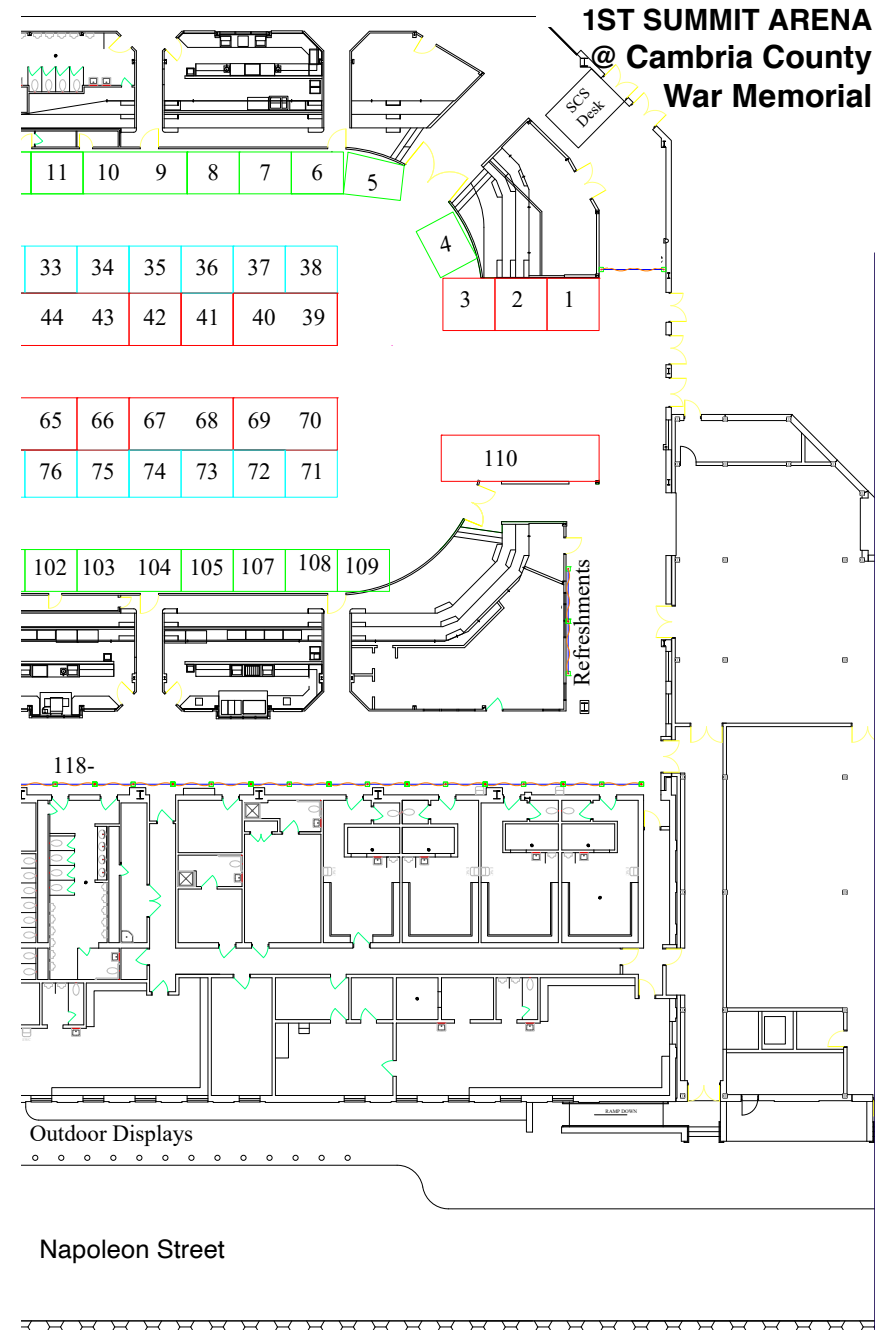 1ST SUMMIT ARENA
@ Cambria County
War Memorial
SCS
Desk
11 10 9 8 7 6 5
4
33 34 35 36 37 38
3 2 1
44 43 42 41 40 39
65 66 67 68 69 70
110
76 75 74 73 72 71
102 103 104 105 107 108 109
Refreshments
118-
RAMP DOWN
Outdoor Displays
Napoleon Street